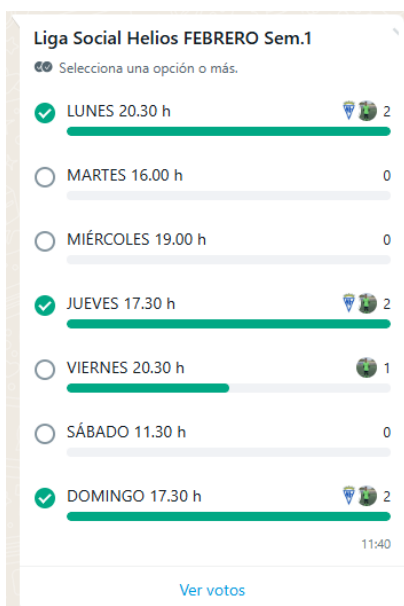 Liga Social Helios FEBRERO Sem.1
Selecciona una opción o más.
LUNES 20.30 h 2
MARTES 16.00 h 0
MIÉRCOLES 19.00 h 0
JUEVES 17.30 h 2
VIERNES 20.30 h 1
SÁBADO 11.30 h 0
DOMINGO 17.30 h 2
11:40
Ver votos